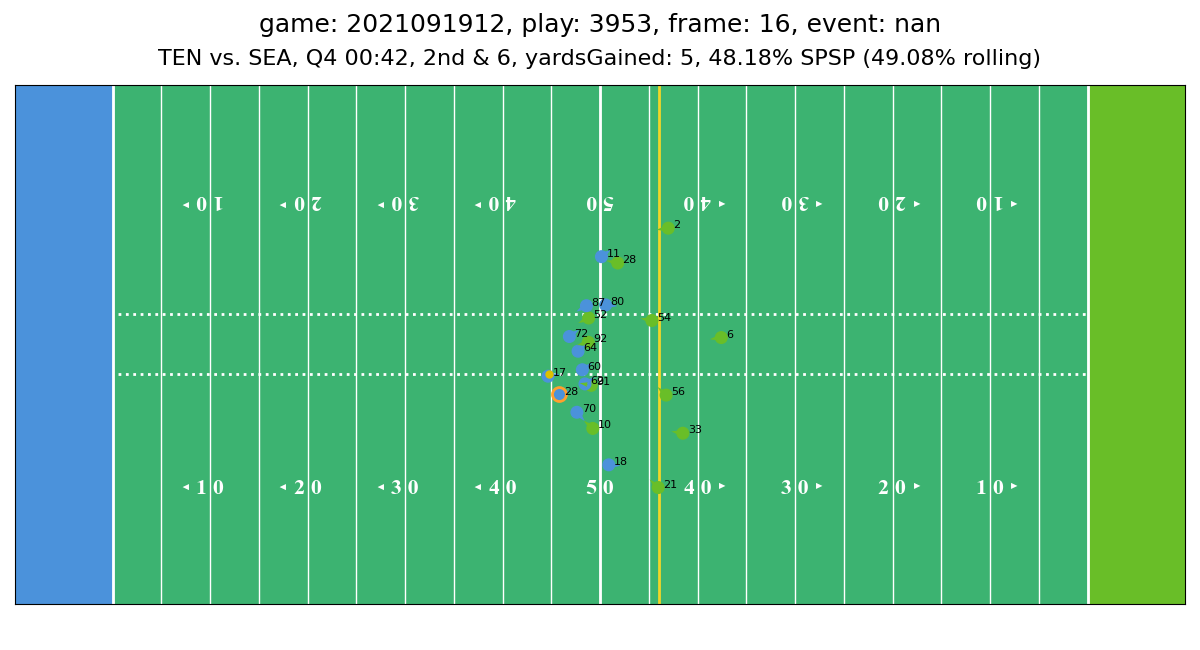 game: 2021091912, play: 3953, frame: 16, event: nan
TEN vs. SEA, Q4 00:42, 2nd & 6, yardsGained: 5, 48.18% SPSP (49.08% rolling)
10 20 30 40 50 40 30 20 10
2
11 28
87 80
52 54
72 92 6
64
60
17
28 56
70
10 33
18
21
10 20 30 40 50 40 30 20 10